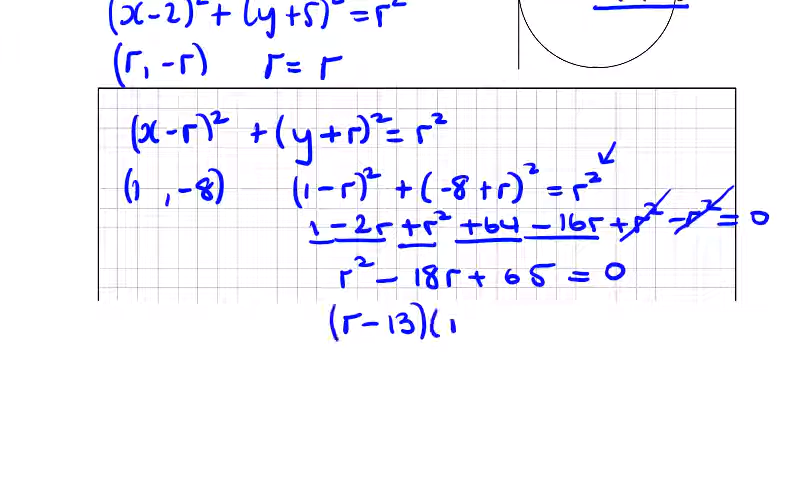 (x-2)² + (y+5)² = r²
(r, -r) r = r
(x-r)² + (y+r)² = r²
(1, -8) (1-r)² + (-8+r)² = r²
1 - 2r + r² + 64 - 16r + r² - r² = 0
r² - 18r + 65 = 0
(r-13)(